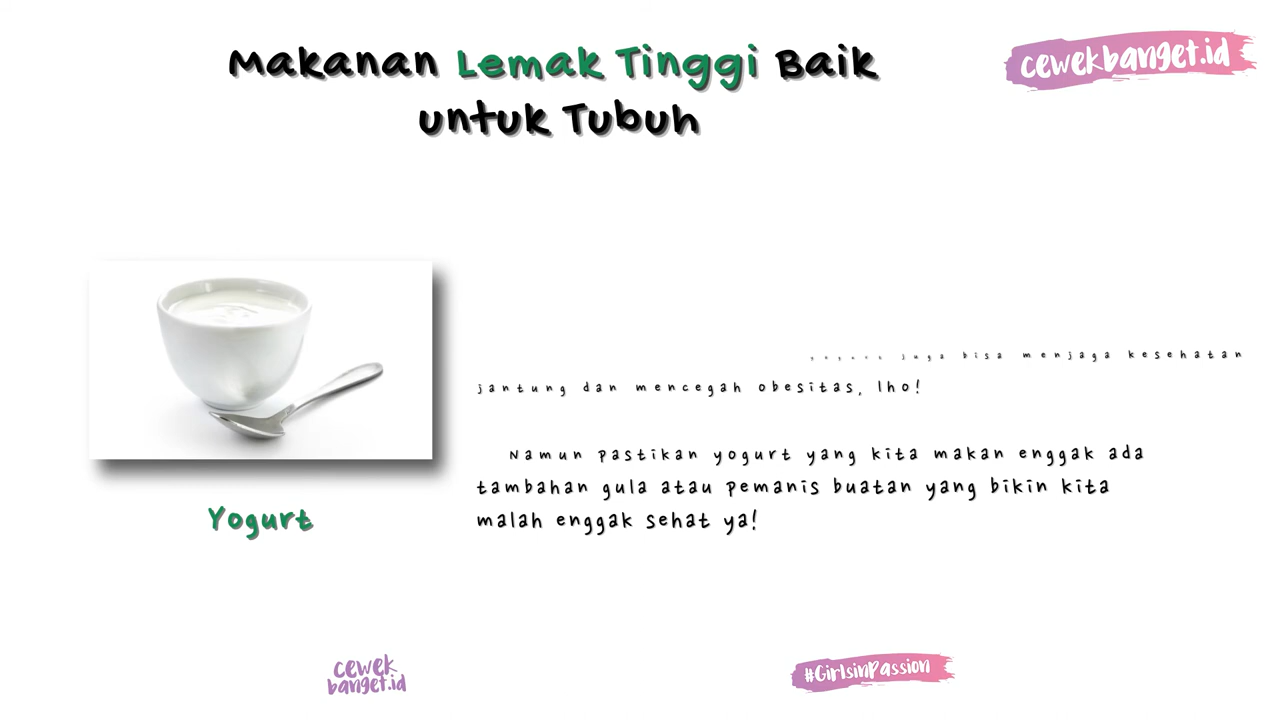 Makanan Lemak Tinggi Baik
untuk Tubuh
cewekbanget.id
yogurt juga bisa menjaga kesehatan
jantung dan mencegah obesitas, lho!
Namun pastikan yogurt yang kita makan enggak ada
tambahan gula atau pemanis buatan yang bikin kita
malah enggak sehat ya!
Yogurt
cewek
banget.id
#GirlsinPassion